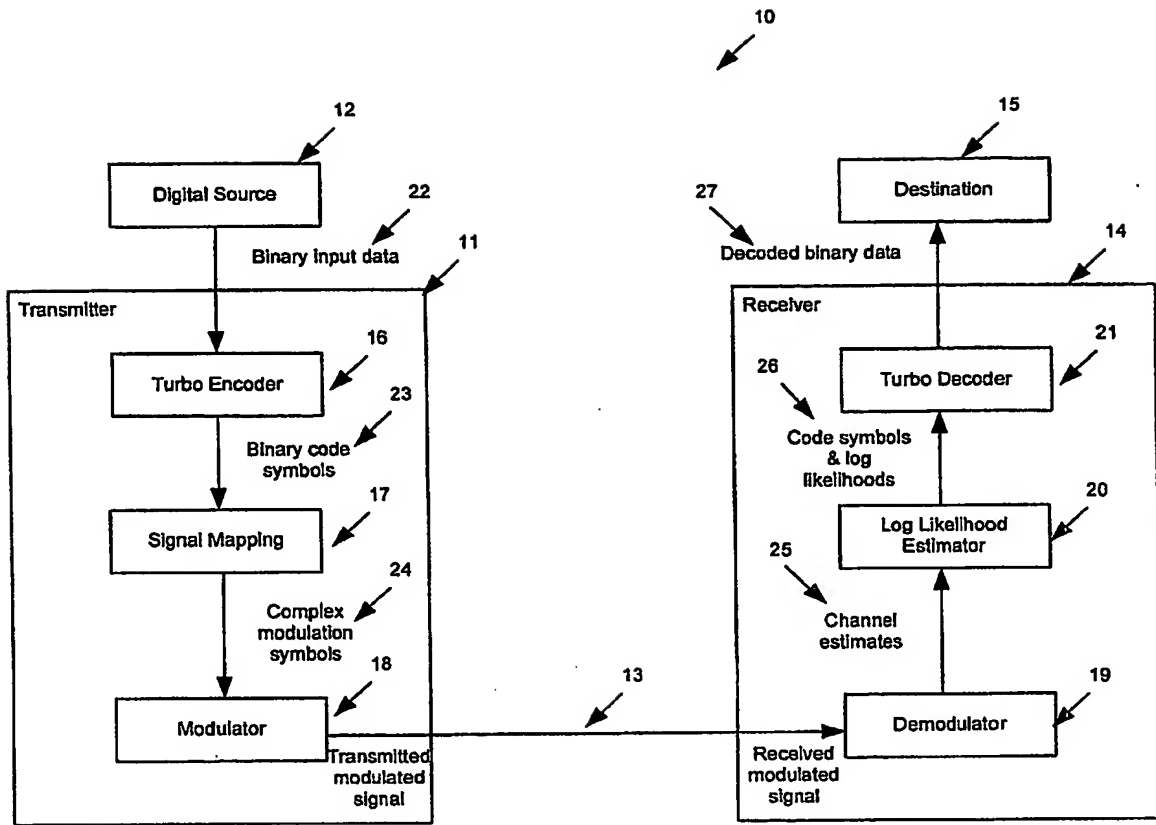 10
12
Digital Source
22
Binary input data
11
Transmitter
16
Turbo Encoder
23
Binary code
symbols
17
Signal Mapping
24
Complex
modulation
symbols
18
Modulator
Transmitted
modulated
signal
13
15
Destination
27
Decoded binary data
14
Receiver
21
Turbo Decoder
26
Code symbols
& log
likelihoods
20
Log Likelihood
Estimator
25
Channel
estimates
19
Demodulator
Received
modulated
signal